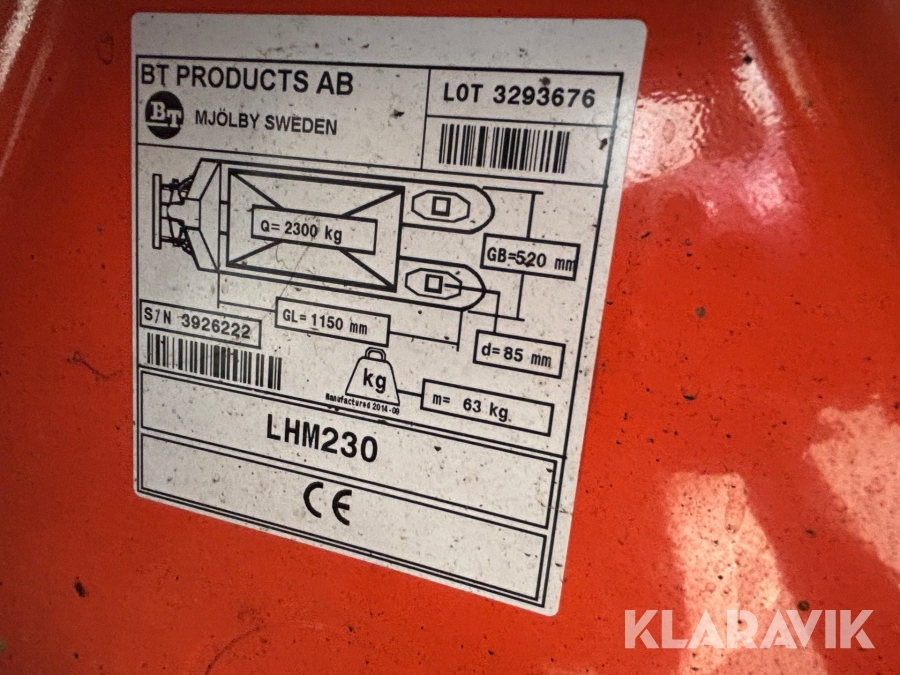 BT PRODUCTS AB
BT
MJÖLBY SWEDEN
LOT 3293676
Q= 2300 kg
GB=520 mm
GL= 1150 mm
d= 85 mm
S/N 3926222
kg
Manufactured 2014-09
m= 63 kg
LHM230
CE
KLARAVIK